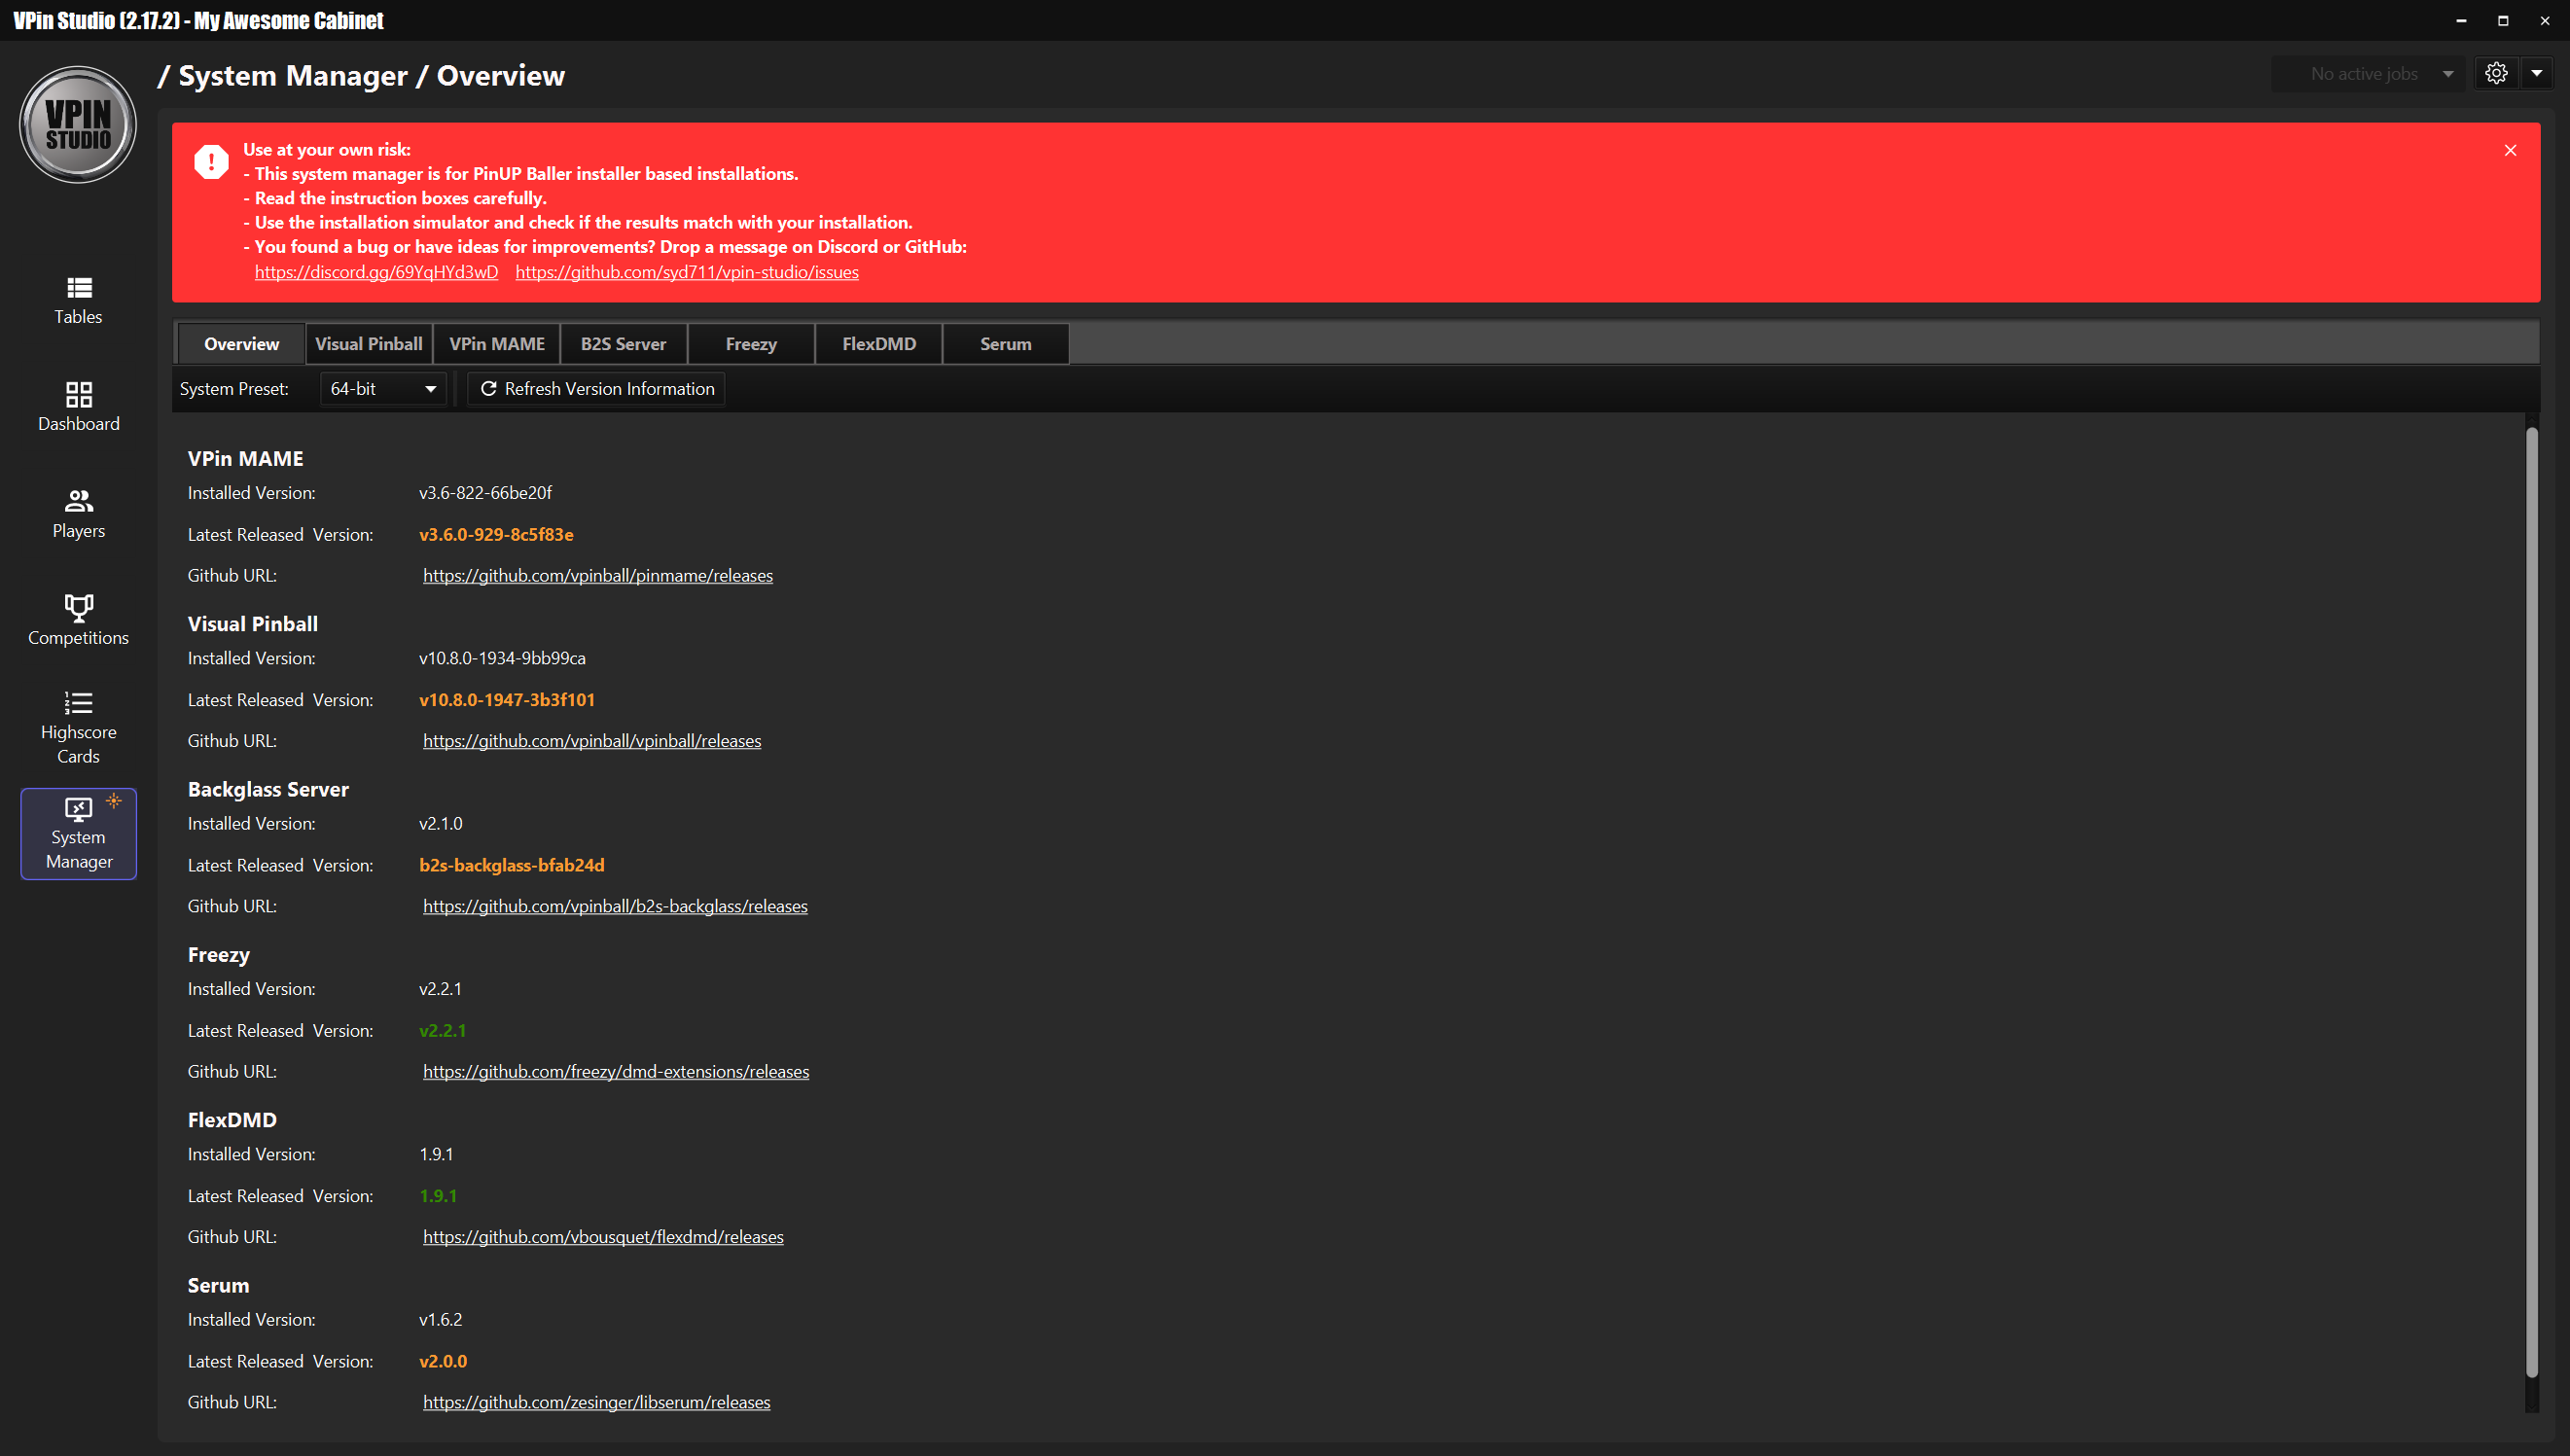 VPin Studio (2.17.2) - My Awesome Cabinet
VPIN
STUDIO
/ System Manager / Overview
No active jobs
Use at your own risk:
- This system manager is for PinUP Baller installer based installations.
- Read the instruction boxes carefully.
- Use the installation simulator and check if the results match with your installation.
- You found a bug or have ideas for improvements? Drop a message on Discord or GitHub:
https://discord.gg/69YqHYd3wD https://github.com/syd711/vpin-studio/issues
Tables
Dashboard
Players
Competitions
Highscore
Cards
System
Manager
Overview Visual Pinball VPin MAME B2S Server Freezy FlexDMD Serum
System Preset: 64-bit Refresh Version Information
VPin MAME
Installed Version: v3.6-822-66be20f
Latest Released Version: v3.6.0-929-8c5f83e
Github URL: https://github.com/vpinball/pinmame/releases
Visual Pinball
Installed Version: v10.8.0-1934-9bb99ca
Latest Released Version: v10.8.0-1947-3b3f101
Github URL: https://github.com/vpinball/vpinball/releases
Backglass Server
Installed Version: v2.1.0
Latest Released Version: b2s-backglass-bfab24d
Github URL: https://github.com/vpinball/b2s-backglass/releases
Freezy
Installed Version: v2.2.1
Latest Released Version: v2.2.1
Github URL: https://github.com/freezy/dmd-extensions/releases
FlexDMD
Installed Version: 1.9.1
Latest Released Version: 1.9.1
Github URL: https://github.com/vbousquet/flexdmd/releases
Serum
Installed Version: v1.6.2
Latest Released Version: v2.0.0
Github URL: https://github.com/zesinger/libserum/releases